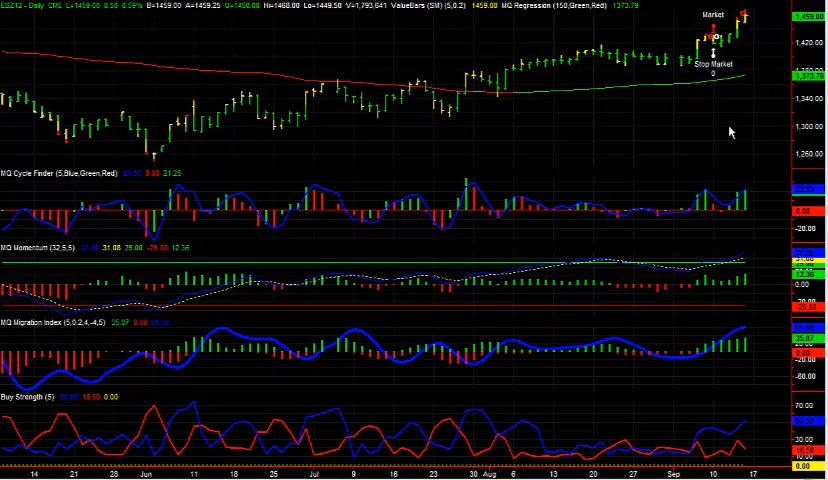 ESZ12 - Daily CME L=1459.00 8.50 0.59% B=1459.00 A=1459.25 O=1450.00 Hi=1468.00 Lo=1449.50 V=1,793,641 ValueBars (SM) (5,0.2) 1459.00 MQ Regression (150,Green,Red) 1373.79
Market
1,459.00
1,420.00
Stop Market
0
1,373.79
1,340.00
1,300.00
1,260.00
MQ Cycle Finder (5,Blue,Green,Red) 0.00 21.25
0.00
-20.00
MQ Momentum (32,5,5) 31.08 25.00 -25.00 12.36
0.00
MQ Migration Index (5,0.2,4,-4,5) 35.07 0.00
35.07
0.00
-60.00
Buy Strength (5) 18.50 0.00
70.00
30.00
18.50
10.00
0.00
14 21 28 Jun 11 18 25 Jul 9 16 23 30 Aug 6 13 20 27 Sep 10 17